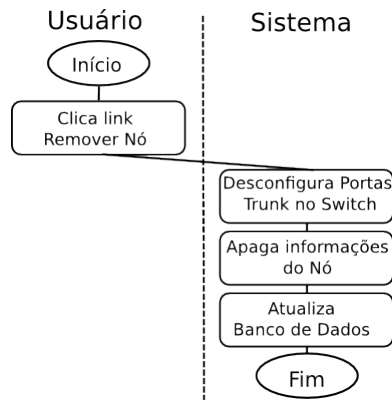 Usuário
Sistema
Início
Clica link
Remover Nó
Desconfigura Portas
Trunk no Switch
Apaga informações
do Nó
Atualiza
Banco de Dados
Fim